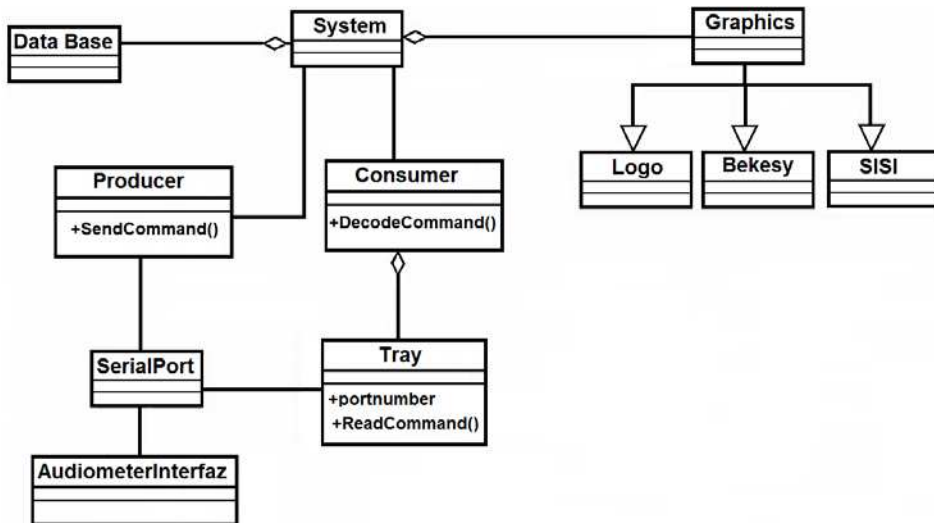 Data Base
System
Graphics
Logo
Bekesy
SISI
Producer
+SendCommand()
Consumer
+DecodeCommand()
SerialPort
Tray
+portnumber
+ReadCommand()
AudiometerInterfaz